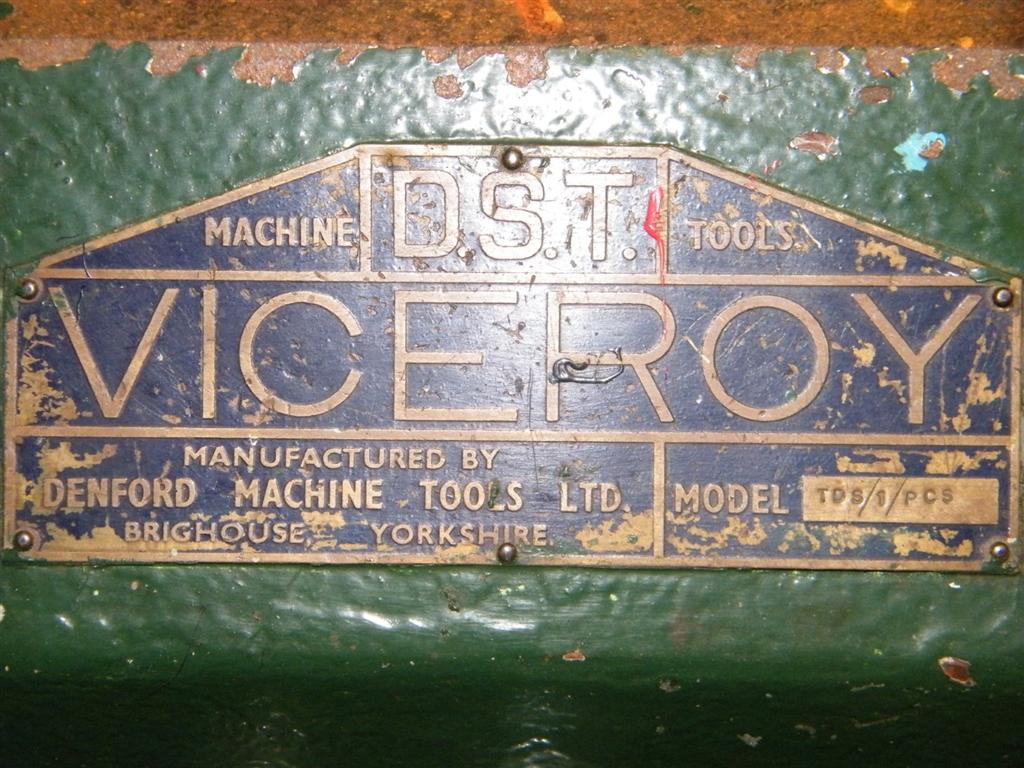 MACHINE D.S.T. TOOLS
VICEROY
MANUFACTURED BY
DENFORD MACHINE TOOLS LTD.
BRIGHOUSE, YORKSHIRE.
MODEL TDS/1/PCS